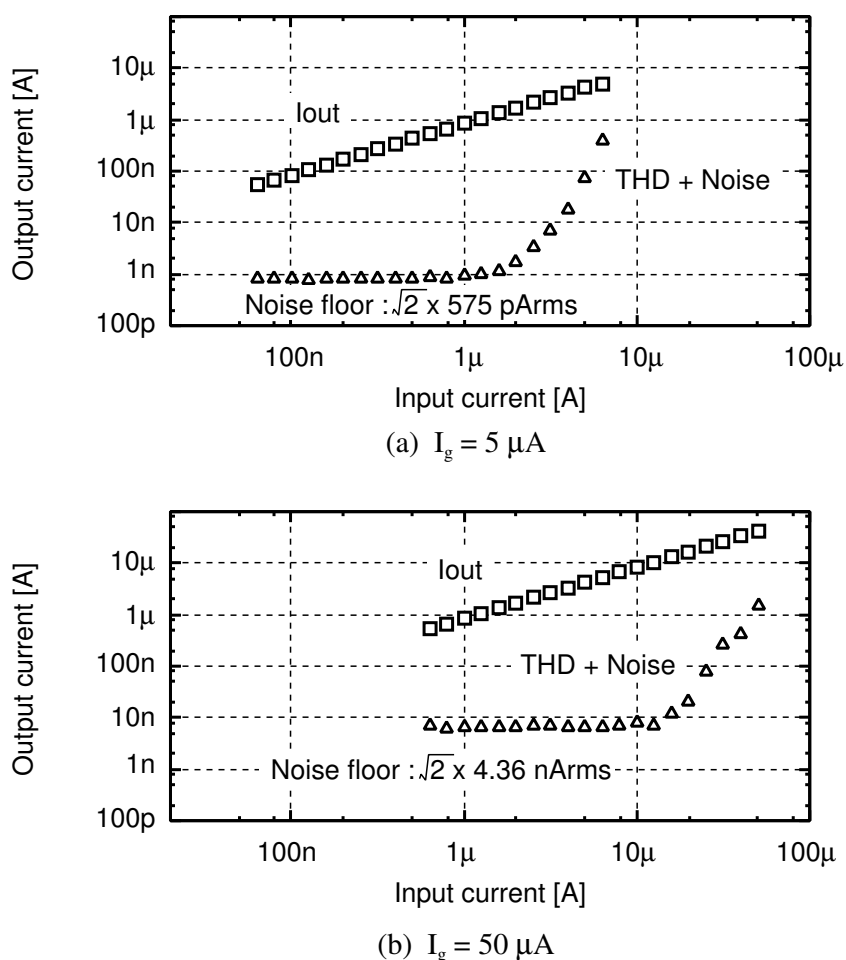 Output current [A]
10μ
1μ
100n
10n
1n
100p
Iout
THD + Noise
Noise floor : √2 x 575 pArms
100n 1μ 10μ 100μ
Input current [A]
(a) I_g = 5 μA
Output current [A]
10μ
1μ
100n
10n
1n
100p
Iout
THD + Noise
Noise floor : √2 x 4.36 nArms
100n 1μ 10μ 100μ
Input current [A]
(b) I_g = 50 μA